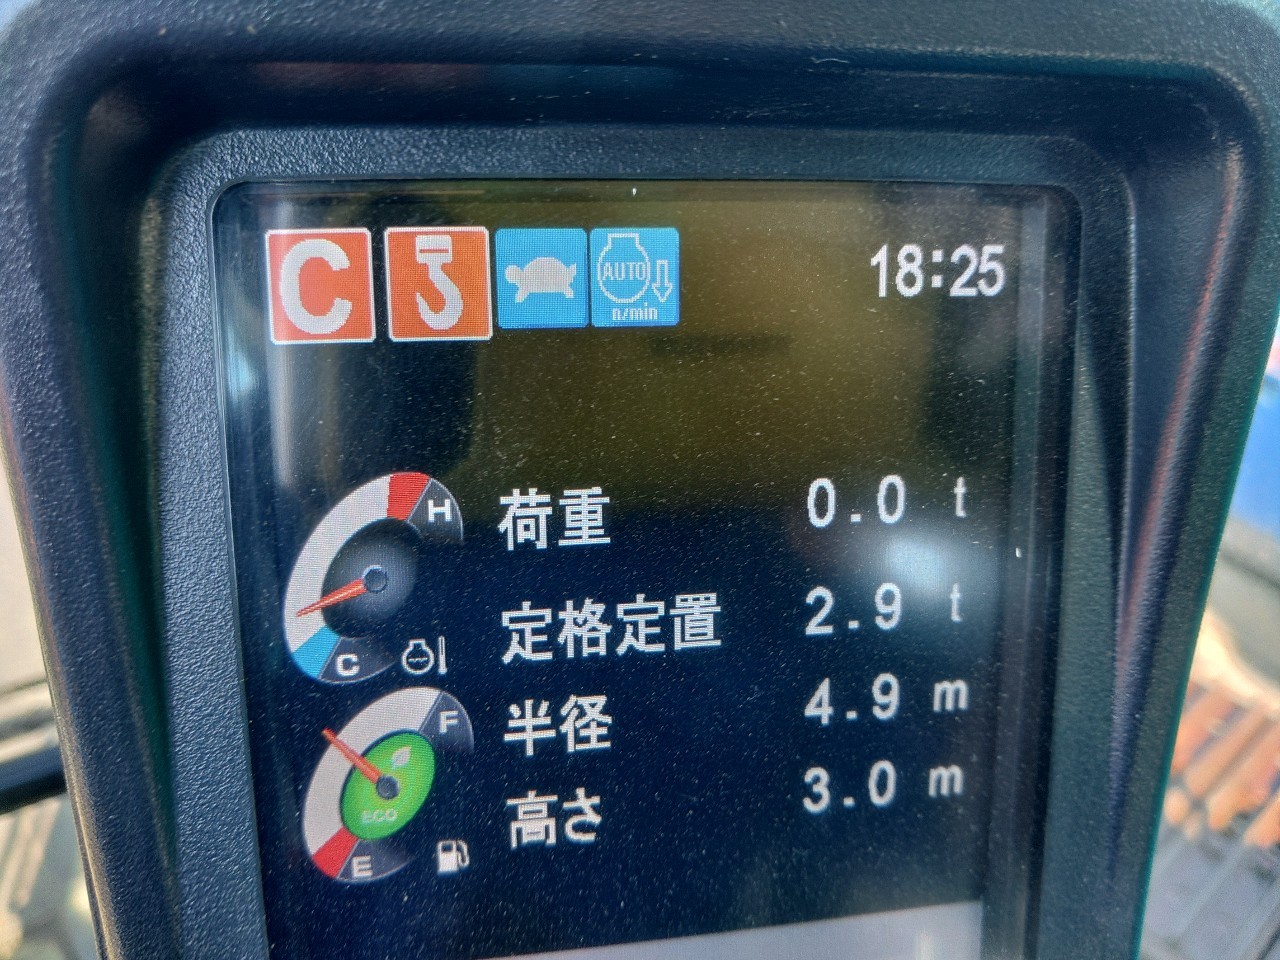 C
AUTO
n/min
18:25
H
C
荷重 0.0 t
定格定置 2.9 t
半径 4.9 m
高さ 3.0 m
F
ECO
E